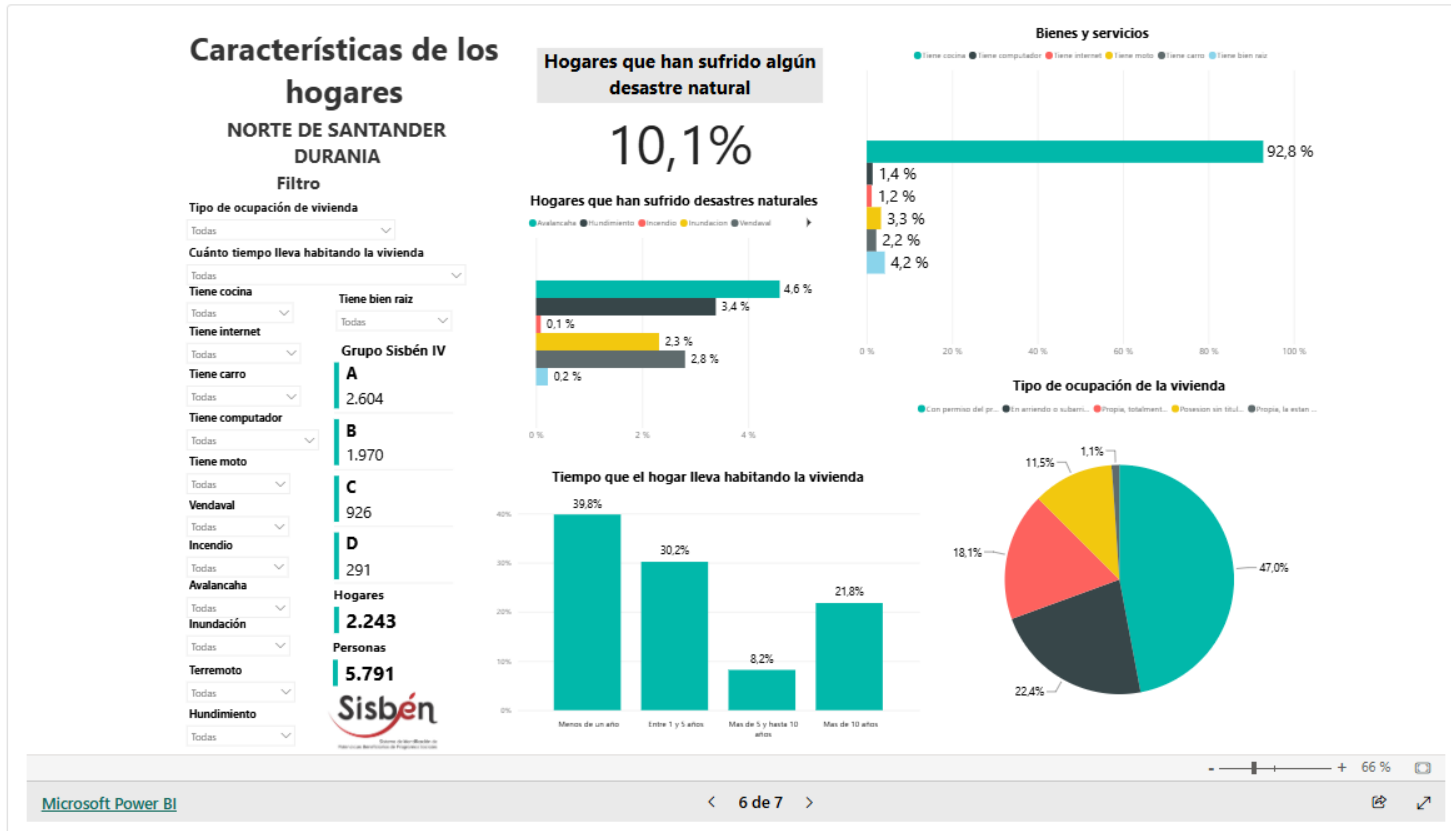 Características de los
hogares
NORTE DE SANTANDER
DURANIA
Filtro
Tipo de ocupación de vivienda
Todas
Cuánto tiempo lleva habitando la vivienda
Todas
Tiene cocina
Todas
Tiene internet
Todas
Tiene carro
Todas
Tiene computador
Todas
Tiene moto
Todas
Vendaval
Todas
Incendio
Todas
Avalancaha
Todas
Inundación
Todas
Terremoto
Todas
Hundimiento
Todas
Tiene bien raiz
Todas
Grupo Sisbén IV
A
2.604
B
1.970
C
926
D
291
Hogares
2.243
Personas
5.791
Sisbén
Hogares que han sufrido algún
desastre natural
10,1%
Hogares que han sufrido desastres naturales
Avalancaha Hundimiento Incendio Inundacion Vendaval
4,6 %
3,4 %
0,1 %
2,3 %
2,8 %
0,2 %
0 % 2 % 4 %
Tiempo que el hogar lleva habitando la vivienda
40%
30%
20%
10%
0%
39,8%
30,2%
8,2%
21,8%
Menos de un año Entre 1 y 5 años Mas de 5 y hasta 10 Mas de 10 años
años
Bienes y servicios
Tiene cocina Tiene computador Tiene internet Tiene moto Tiene carro Tiene bien raiz
92,8 %
1,4 %
1,2 %
3,3 %
2,2 %
4,2 %
0 % 20 % 40 % 60 % 80 % 100 %
Tipo de ocupación de la vivienda
Con permiso del pr... En arriendo o subarri... Propia, totalment... Posesion sin titul... Propia, la estan ...
1,1%
11,5%
18,1%
47,0%
22,4%
- + 66 %
Microsoft Power BI
6 de 7